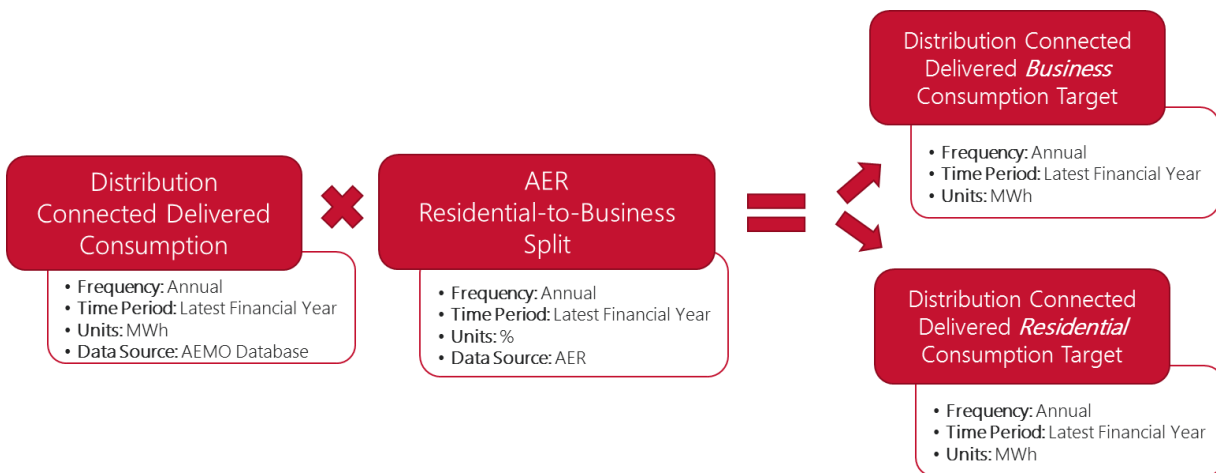 Distribution
Connected Delivered
Consumption
• Frequency: Annual
• Time Period: Latest Financial Year
• Units: MWh
• Data Source: AEMO Database
AER
Residential-to-Business
Split
• Frequency: Annual
• Time Period: Latest Financial Year
• Units: %
• Data Source: AER
Distribution Connected
Delivered Business
Consumption Target
• Frequency: Annual
• Time Period: Latest Financial Year
• Units: MWh
Distribution Connected
Delivered Residential
Consumption Target
• Frequency: Annual
• Time Period: Latest Financial Year
• Units: MWh